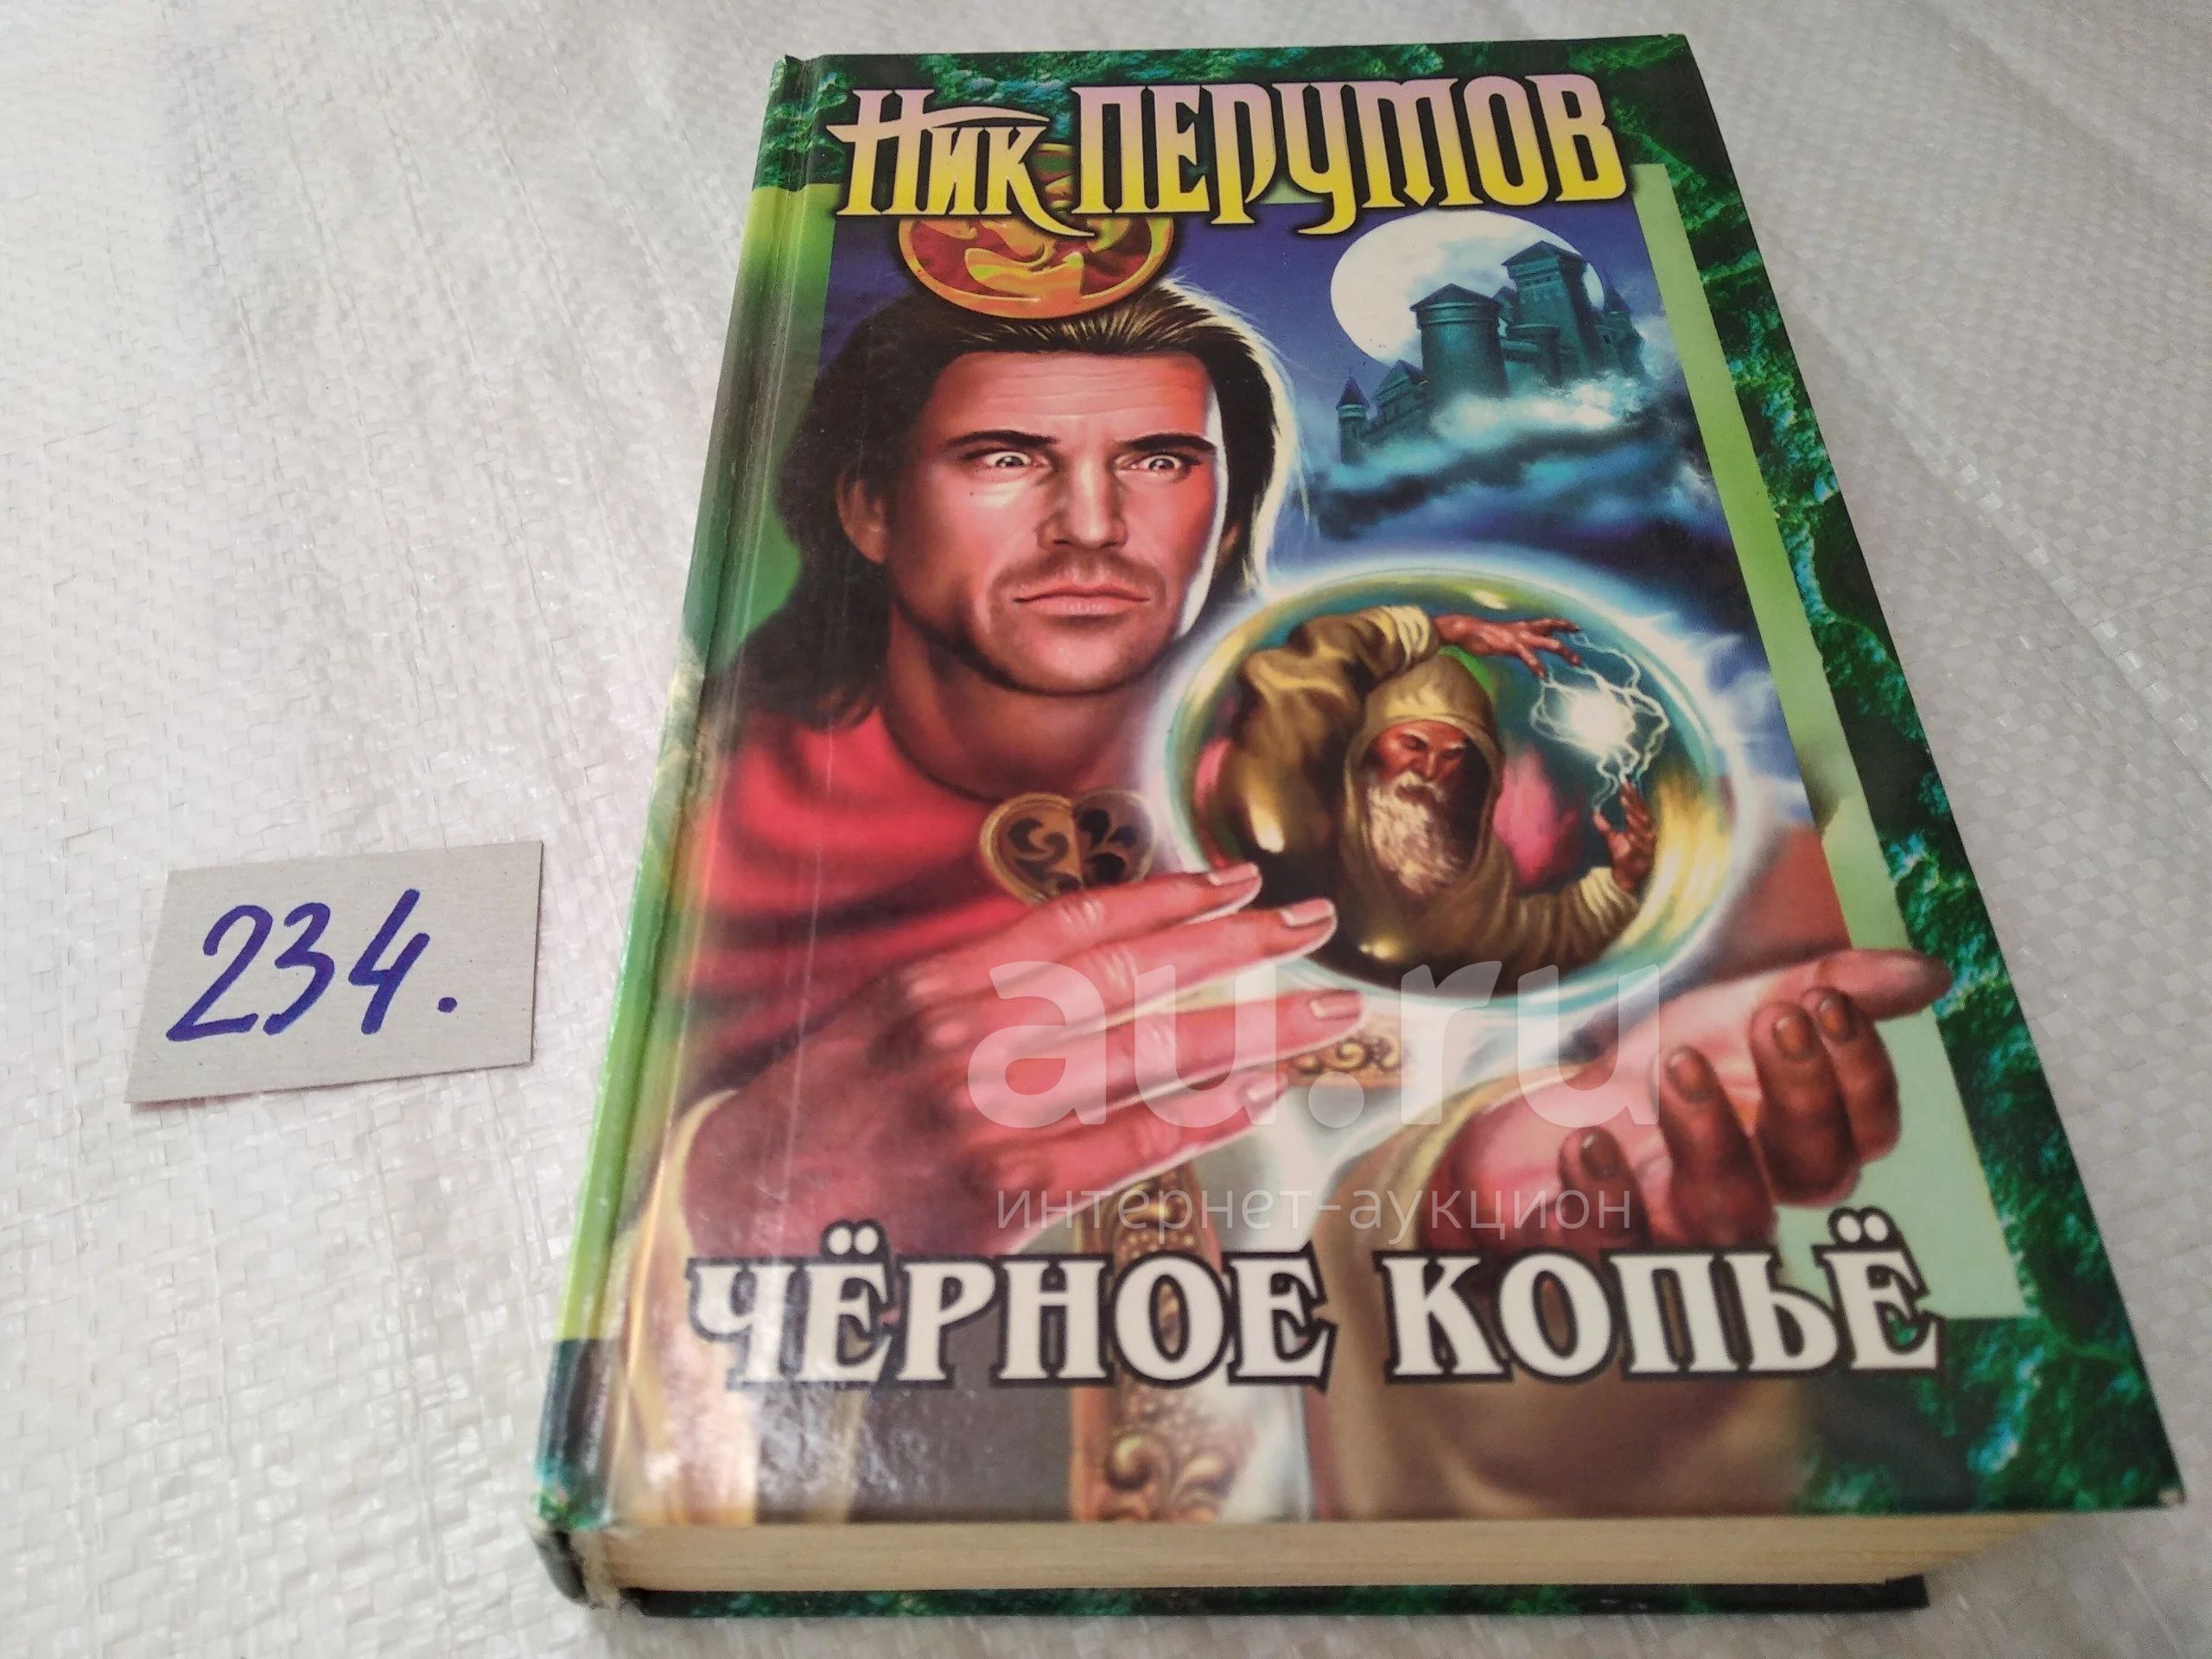 Ник ПЕРУМОВ
234.
au.ru
интернет-аукцион
ЧЁРНОЕ КОПЬЁ